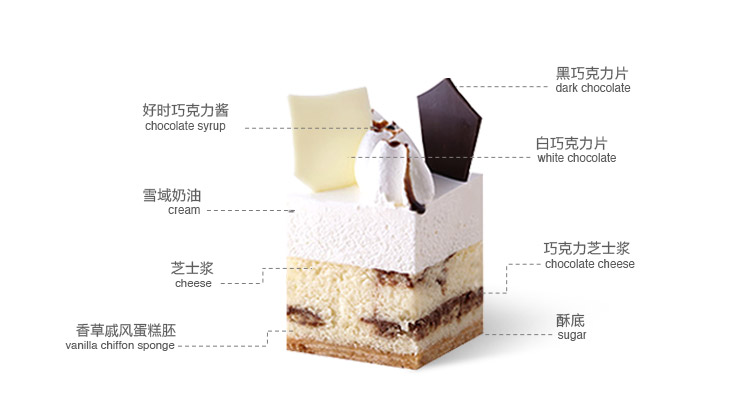 黑巧克力片
dark chocolate
好时巧克力酱
chocolate syrup
白巧克力片
white chocolate
雪域奶油
cream
巧克力芝士浆
chocolate cheese
芝士浆
cheese
酥底
sugar
香草戚风蛋糕胚
vanilla chiffon sponge